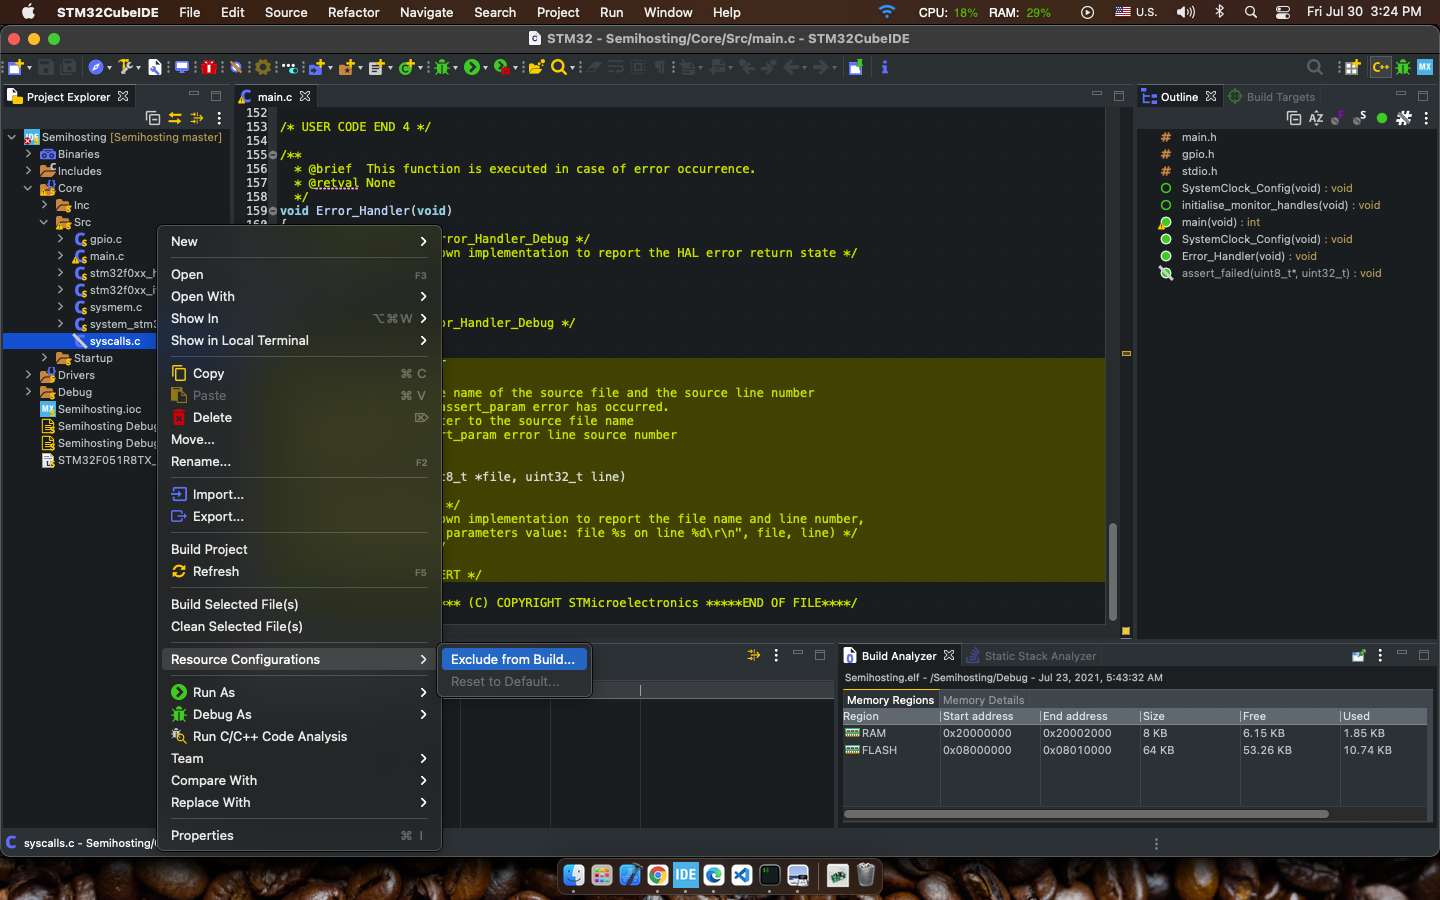 STM32CubeIDE File Edit Source Refactor Navigate Search Project Run Window Help CPU: 18% RAM: 29% U.S. Fri Jul 30 3:24 PM
STM32 - Semihosting/Core/Src/main.c - STM32CubeIDE
Project Explorer
Semihosting [Semihosting master]
Binaries
Includes
Core
Inc
Src
gpio.c
main.c
stm32f0xx_h
stm32f0xx_i
sysmem.c
system_stm3
syscalls.c
Startup
Drivers
Debug
Semihosting.ioc
Semihosting Debug
Semihosting Debug
STM32F051R8TX_
main.c
152
153 /* USER CODE END 4 */
154
155 /**
156 * @brief  This function is executed in case of error occurrence.
157 * @retval None
158 */
159 void Error_Handler(void)
160 {
ror_Handler_Debug */
wn implementation to report the HAL error return state */
or_Handler_Debug */
e name of the source file and the source line number
assert_param error has occurred.
ter to the source file name
rt_param error line source number
t8_t *file, uint32_t line)
*/
own implementation to report the file name and line number,
parameters value: file %s on line %d\r\n", file, line) */
ERT */
** (C) COPYRIGHT STMicroelectronics *****END OF FILE****/
New
Open F3
Open With
Show In ⌥⌘W
Show in Local Terminal
Copy ⌘ C
Paste ⌘ V
Delete ⌦
Move...
Rename... F2
Import...
Export...
Build Project
Refresh F5
Build Selected File(s)
Clean Selected File(s)
Resource Configurations
Run As
Debug As
Run C/C++ Code Analysis
Team
Compare With
Replace With
Properties ⌘ I
Exclude from Build...
Reset to Default...
Outline Build Targets
main.h
gpio.h
stdio.h
SystemClock_Config(void) : void
initialise_monitor_handles(void) : void
main(void) : int
SystemClock_Config(void) : void
Error_Handler(void) : void
assert_failed(uint8_t*, uint32_t) : void
Build Analyzer Static Stack Analyzer
Semihosting.elf - /Semihosting/Debug - Jul 23, 2021, 5:43:32 AM
Memory Regions Memory Details
Region Start address End address Size Free Used
RAM 0x20000000 0x20002000 8 KB 6.15 KB 1.85 KB
FLASH 0x08000000 0x08010000 64 KB 53.26 KB 10.74 KB
syscalls.c - Semihosting/
IDE